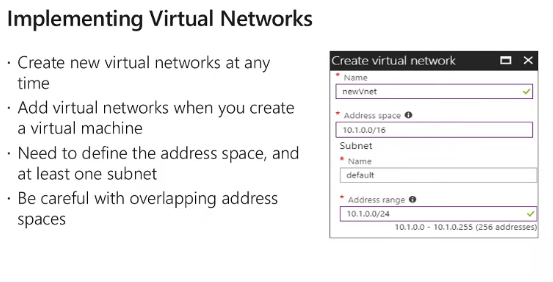 Implementing Virtual Networks
· Create new virtual networks at any
time
· Add virtual networks when you create
a virtual machine
· Need to define the address space, and
at least one subnet
· Be careful with overlapping address
spaces
Create virtual network
* Name
newVnet
* Address space
10.1.0.0/16
Subnet
* Name
default
* Address range
10.1.0.0/24
10.1.0.0 - 10.1.0.255 (256 addresses)